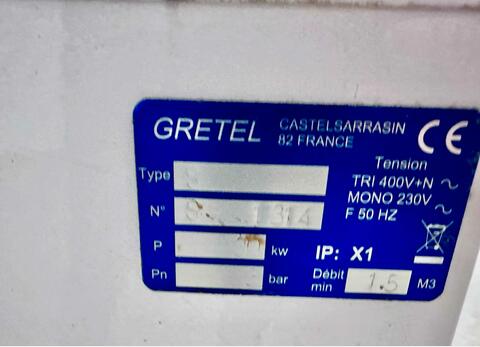 GRETEL CASTELSARRASIN
82 FRANCE
CE
Tension
Type
TRI 400V+N ~
MONO 230V ~
N° 1314
F 50 HZ
P kw IP: X1
Pn bar Débit min 1.5 M3